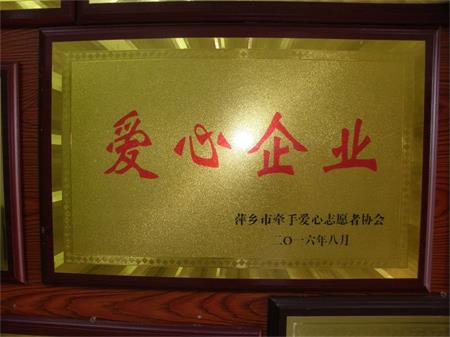 爱心企业
萍乡市牵手爱心志愿者协会
二〇一六年八月